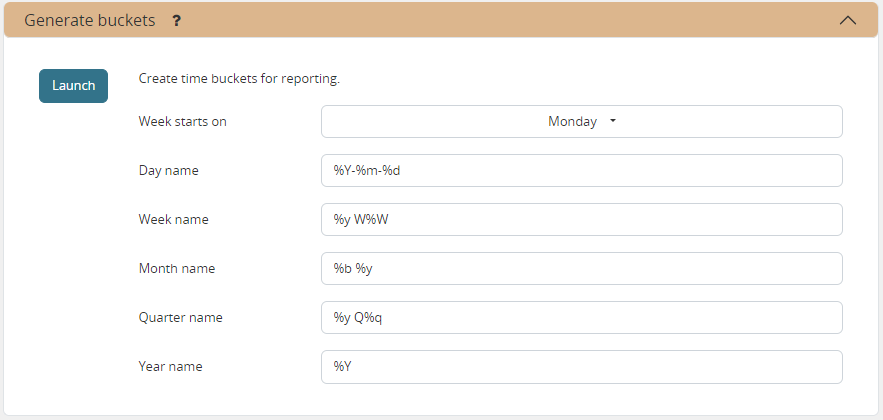 Generate buckets ?
Launch
Create time buckets for reporting.
Week starts on Monday
Day name %Y-%m-%d
Week name %y W%W
Month name %b %y
Quarter name %y Q%q
Year name %Y